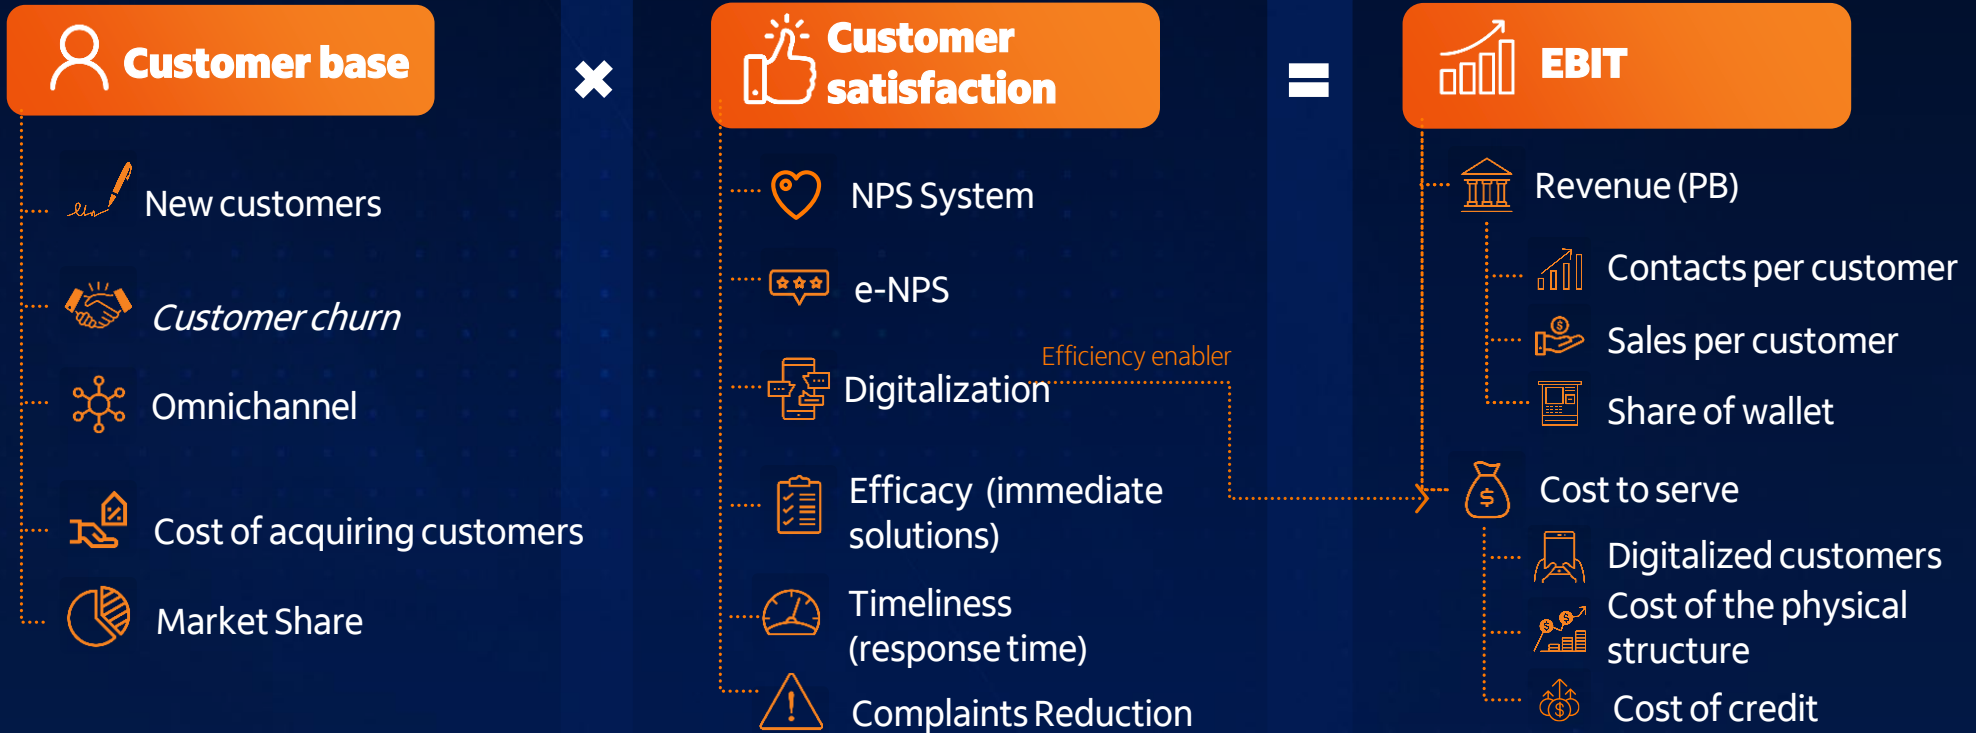 Customer base
New customers
Customer churn
Omnichannel
Cost of acquiring customers
Market Share
×
Customer
satisfaction
NPS System
e-NPS
Efficiency enabler
Digitalization
Efficacy (immediate
solutions)
Timeliness
(response time)
Complaints Reduction
=
EBIT
Revenue (PB)
Contacts per customer
Sales per customer
Share of wallet
Cost to serve
Digitalized customers
Cost of the physical
structure
Cost of credit